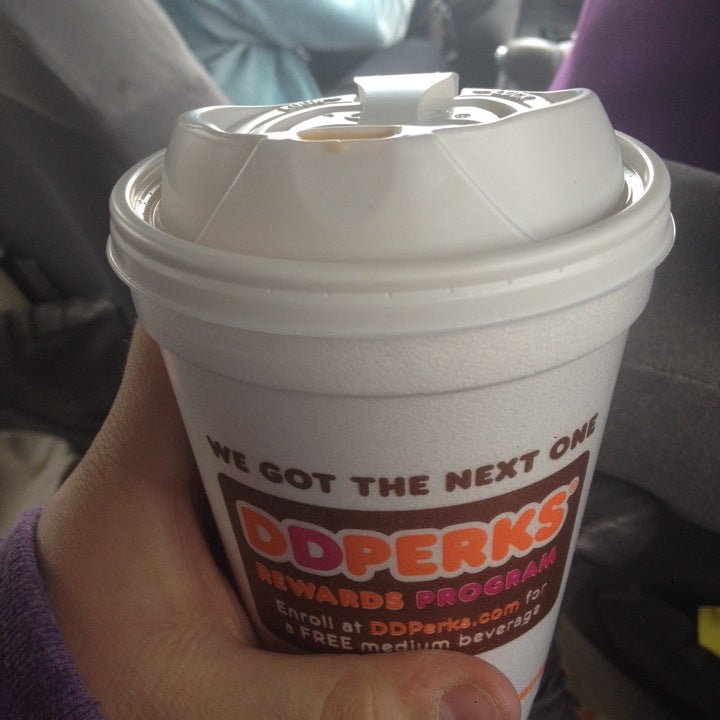 WE GOT THE NEXT ONE
DDPERKS®
REWARDS PROGRAM
Enroll at DDPerks.com for
a FREE medium beverage